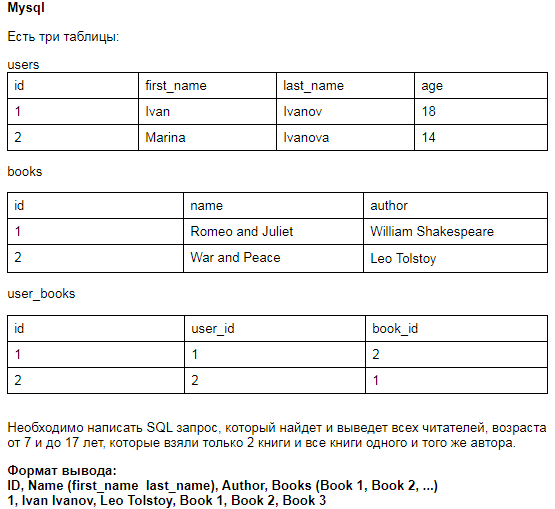 Mysql
Есть три таблицы:
users
id first_name last_name age
1 Ivan Ivanov 18
2 Marina Ivanova 14
books
id name author
1 Romeo and Juliet William Shakespeare
2 War and Peace Leo Tolstoy
user_books
id user_id book_id
1 1 2
2 2 1
Необходимо написать SQL запрос, который найдет и выведет всех читателей, возраста
от 7 и до 17 лет, которые взяли только 2 книги и все книги одного и того же автора.
Формат вывода:
ID, Name (first_name last_name), Author, Books (Book 1, Book 2, ...)
1, Ivan Ivanov, Leo Tolstoy, Book 1, Book 2, Book 3